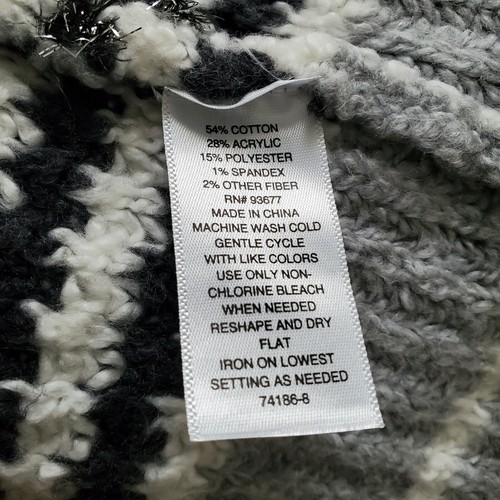 54% COTTON
28% ACRYLIC
15% POLYESTER
1% SPANDEX
2% OTHER FIBER
RN# 93677
MADE IN CHINA
MACHINE WASH COLD
GENTLE CYCLE
WITH LIKE COLORS
USE ONLY NON-
CHLORINE BLEACH
WHEN NEEDED
RESHAPE AND DRY
FLAT
IRON ON LOWEST
SETTING AS NEEDED
74186-8